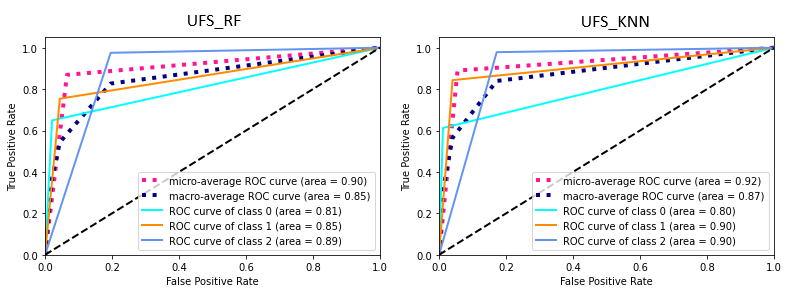 UFS_RF
1.0
0.8
0.6
0.4
0.2
0.0
True Positive Rate
micro-average ROC curve (area = 0.90)
macro-average ROC curve (area = 0.85)
ROC curve of class 0 (area = 0.81)
ROC curve of class 1 (area = 0.85)
ROC curve of class 2 (area = 0.89)
0.0 0.2 0.4 0.6 0.8 1.0
False Positive Rate
UFS_KNN
1.0
0.8
0.6
0.4
0.2
0.0
True Positive Rate
micro-average ROC curve (area = 0.92)
macro-average ROC curve (area = 0.87)
ROC curve of class 0 (area = 0.80)
ROC curve of class 1 (area = 0.90)
ROC curve of class 2 (area = 0.90)
0.0 0.2 0.4 0.6 0.8 1.0
False Positive Rate